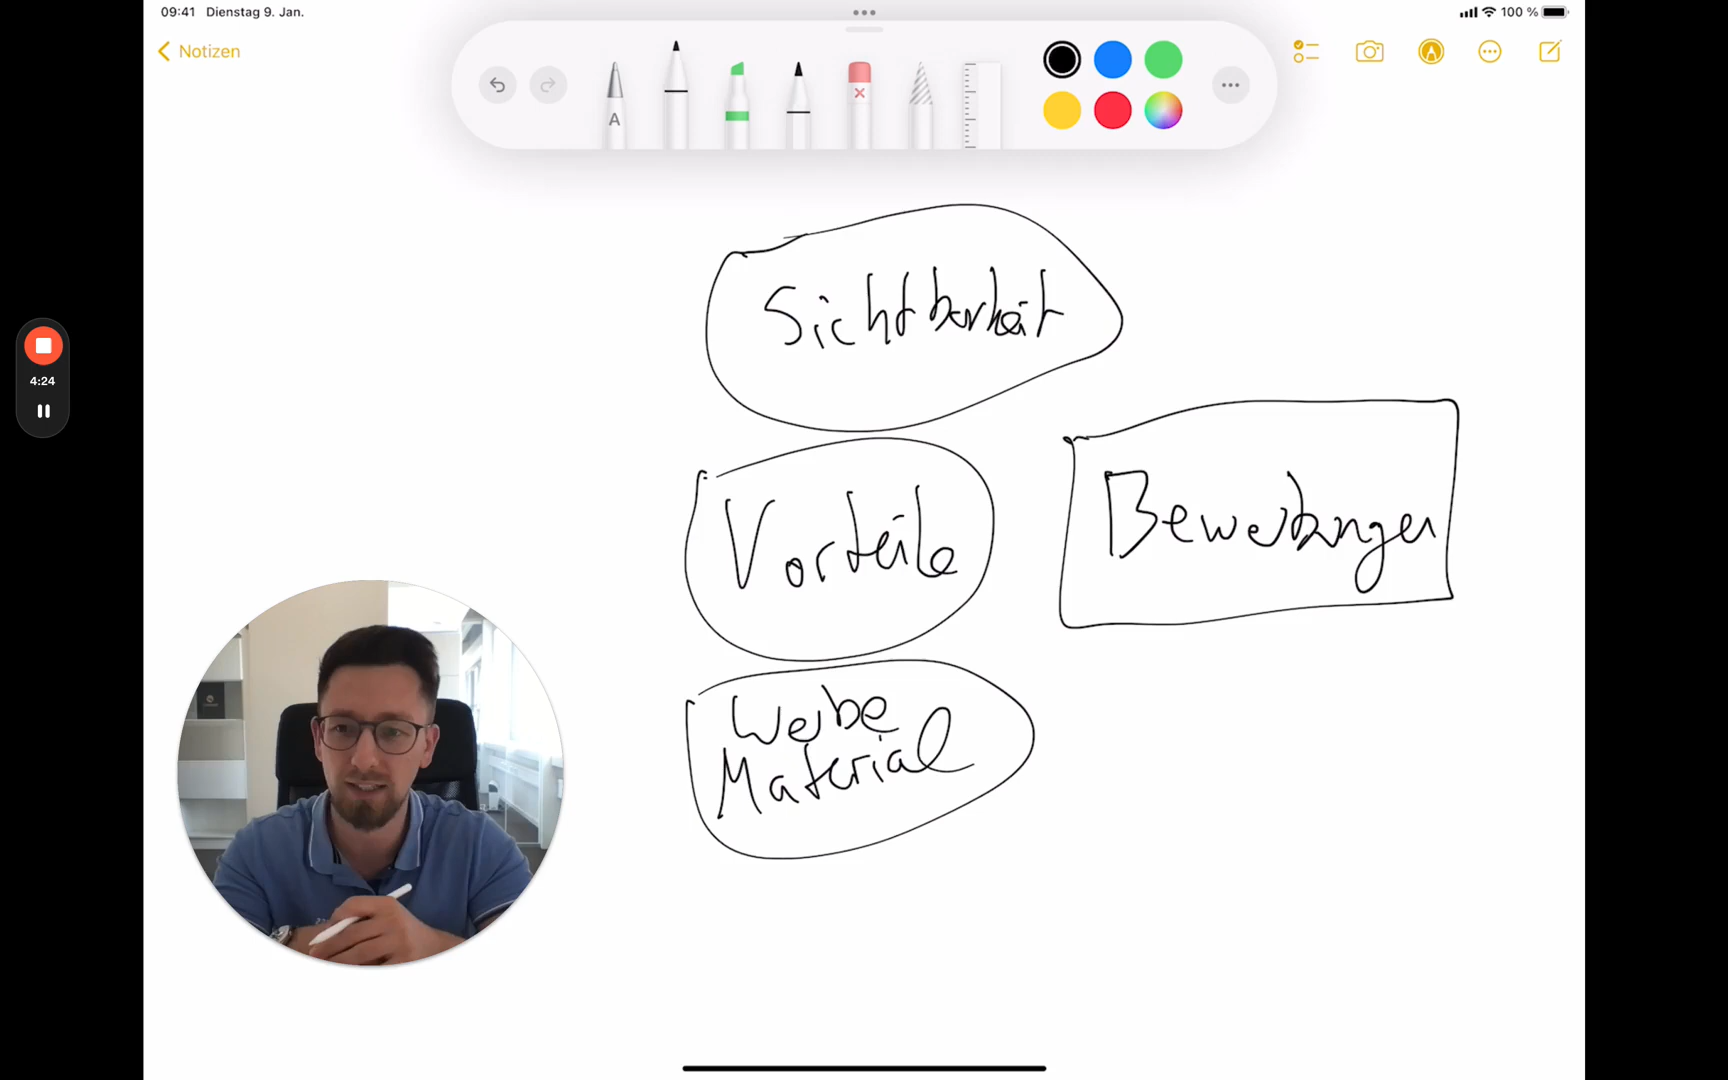 09:41 Dienstag 9. Jan.
100 %
Notizen
A
4:24
Sichtbarkeit
Vorteile
Bewerbungen
Werbe
Material